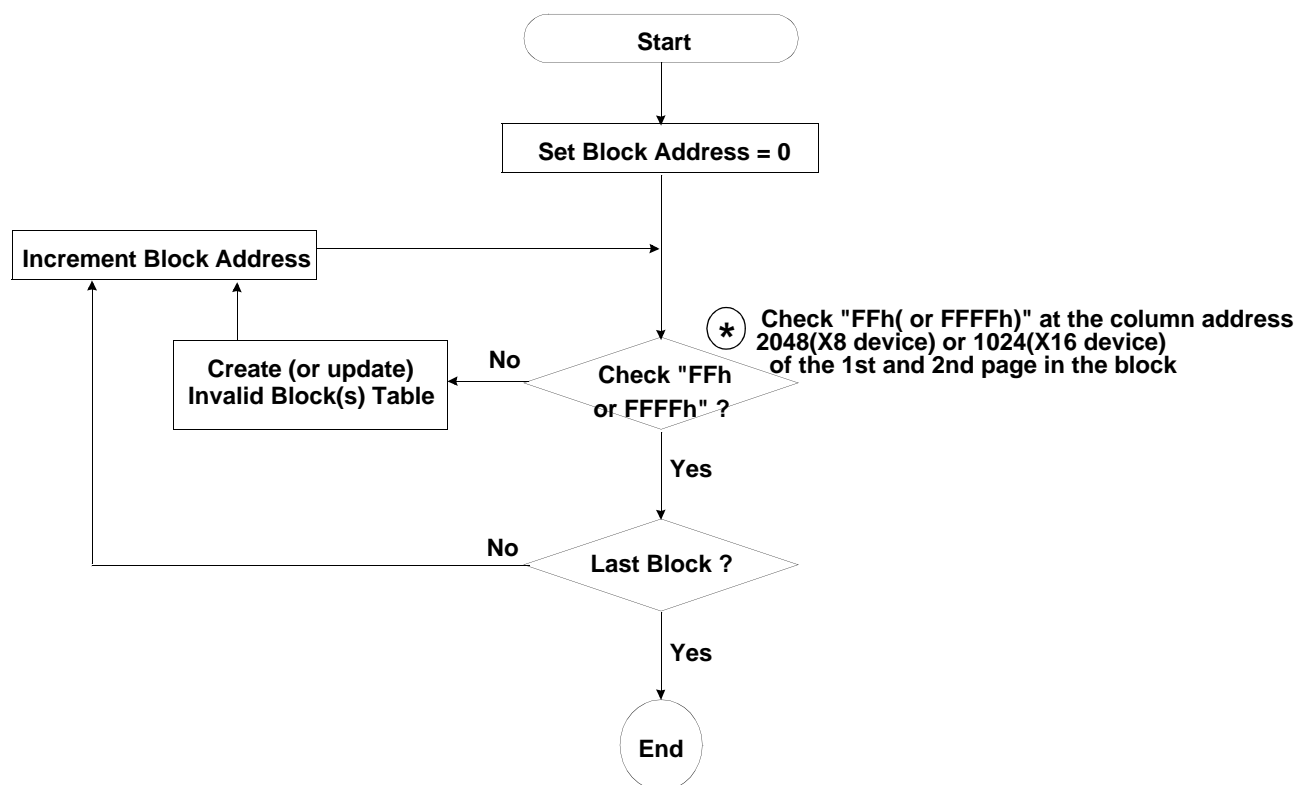 Start
Set Block Address = 0
Increment Block Address
*
Check "FFh( or FFFFh)" at the column address
2048(X8 device) or 1024(X16 device)
of the 1st and 2nd page in the block
No
Create (or update)
Invalid Block(s) Table
Check "FFh
or FFFFh" ?
Yes
No
Last Block ?
Yes
End